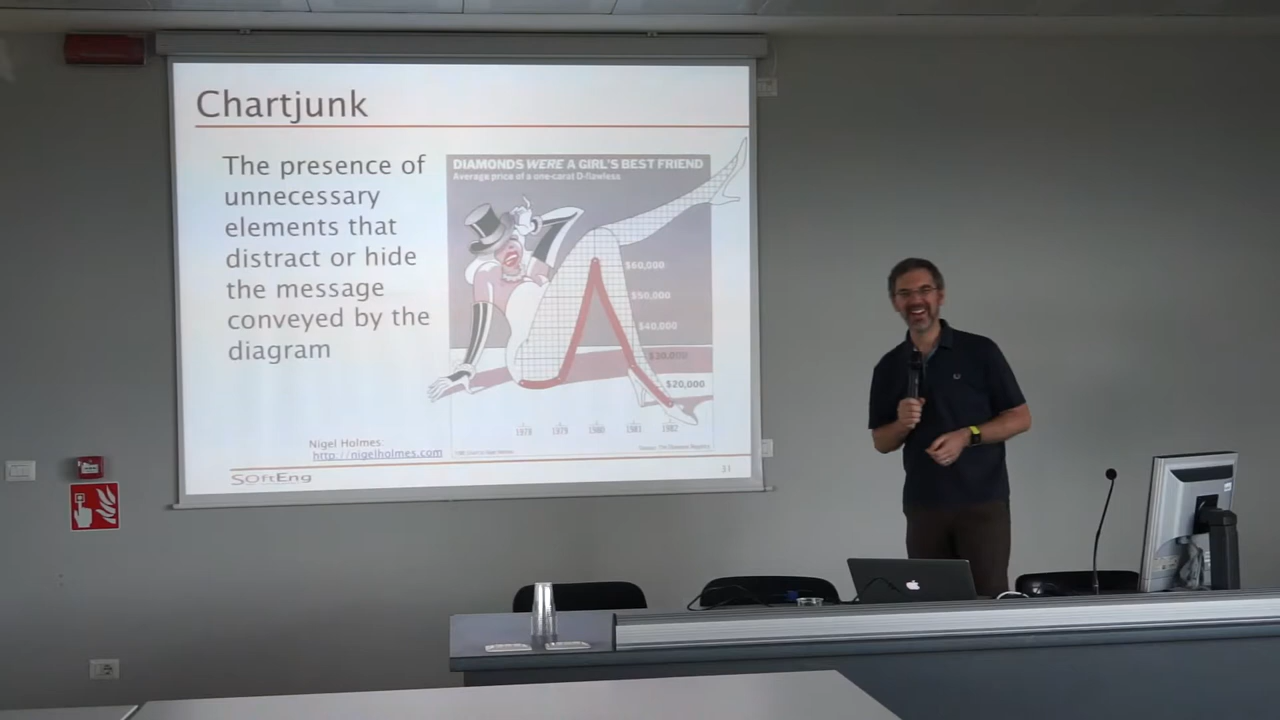 Chartjunk
The presence of
unnecessary
elements that
distract or hide
the message
conveyed by the
diagram
DIAMONDS WERE A GIRL'S BEST FRIEND
Average price of a one-carat D-flawless
$60,000
$50,000
$40,000
$30,000
$20,000
1978 1979 1980 1981 1982
Nigel Holmes:
http://nigelholmes.com
SOftEng
31